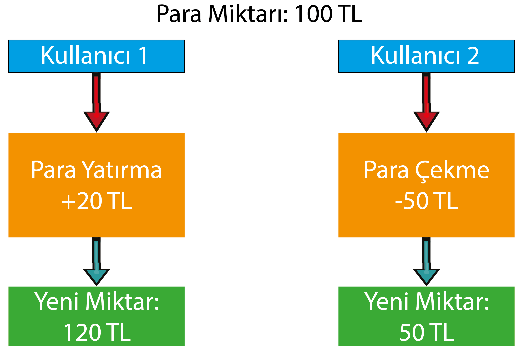 Para Miktarı: 100 TL
Kullanıcı 1
Kullanıcı 2
Para Yatırma
+20 TL
Para Çekme
-50 TL
Yeni Miktar:
120 TL
Yeni Miktar:
50 TL